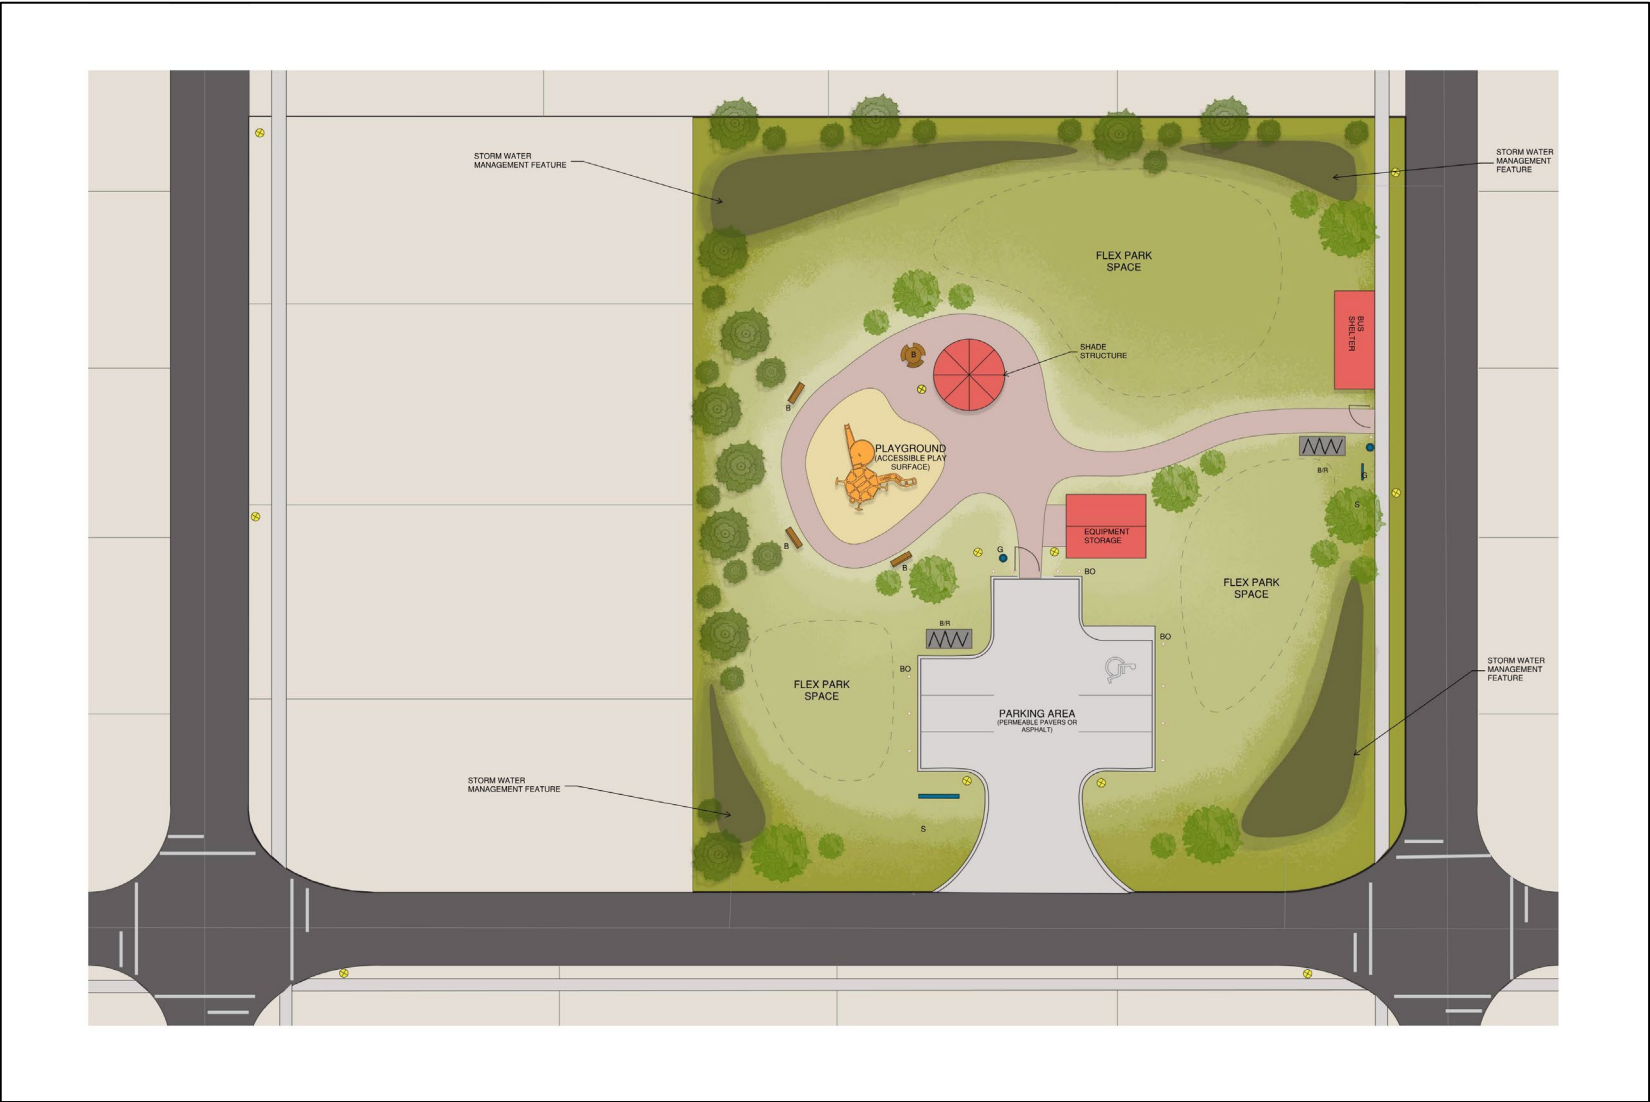 STORM WATER
MANAGEMENT FEATURE
STORM WATER
MANAGEMENT
FEATURE
FLEX PARK
SPACE
BUS
SHELTER
SHADE
STRUCTURE
B
B
PLAYGROUND
(ACCESSIBLE PLAY
SURFACE)
B/R
G
S
EQUIPMENT
STORAGE
B
G
B
BO
FLEX PARK
SPACE
B/R
BO
BO
STORM WATER
MANAGEMENT
FEATURE
FLEX PARK
SPACE
PARKING AREA
(PERMEABLE PAVERS OR
ASPHALT)
STORM WATER
MANAGEMENT FEATURE
S